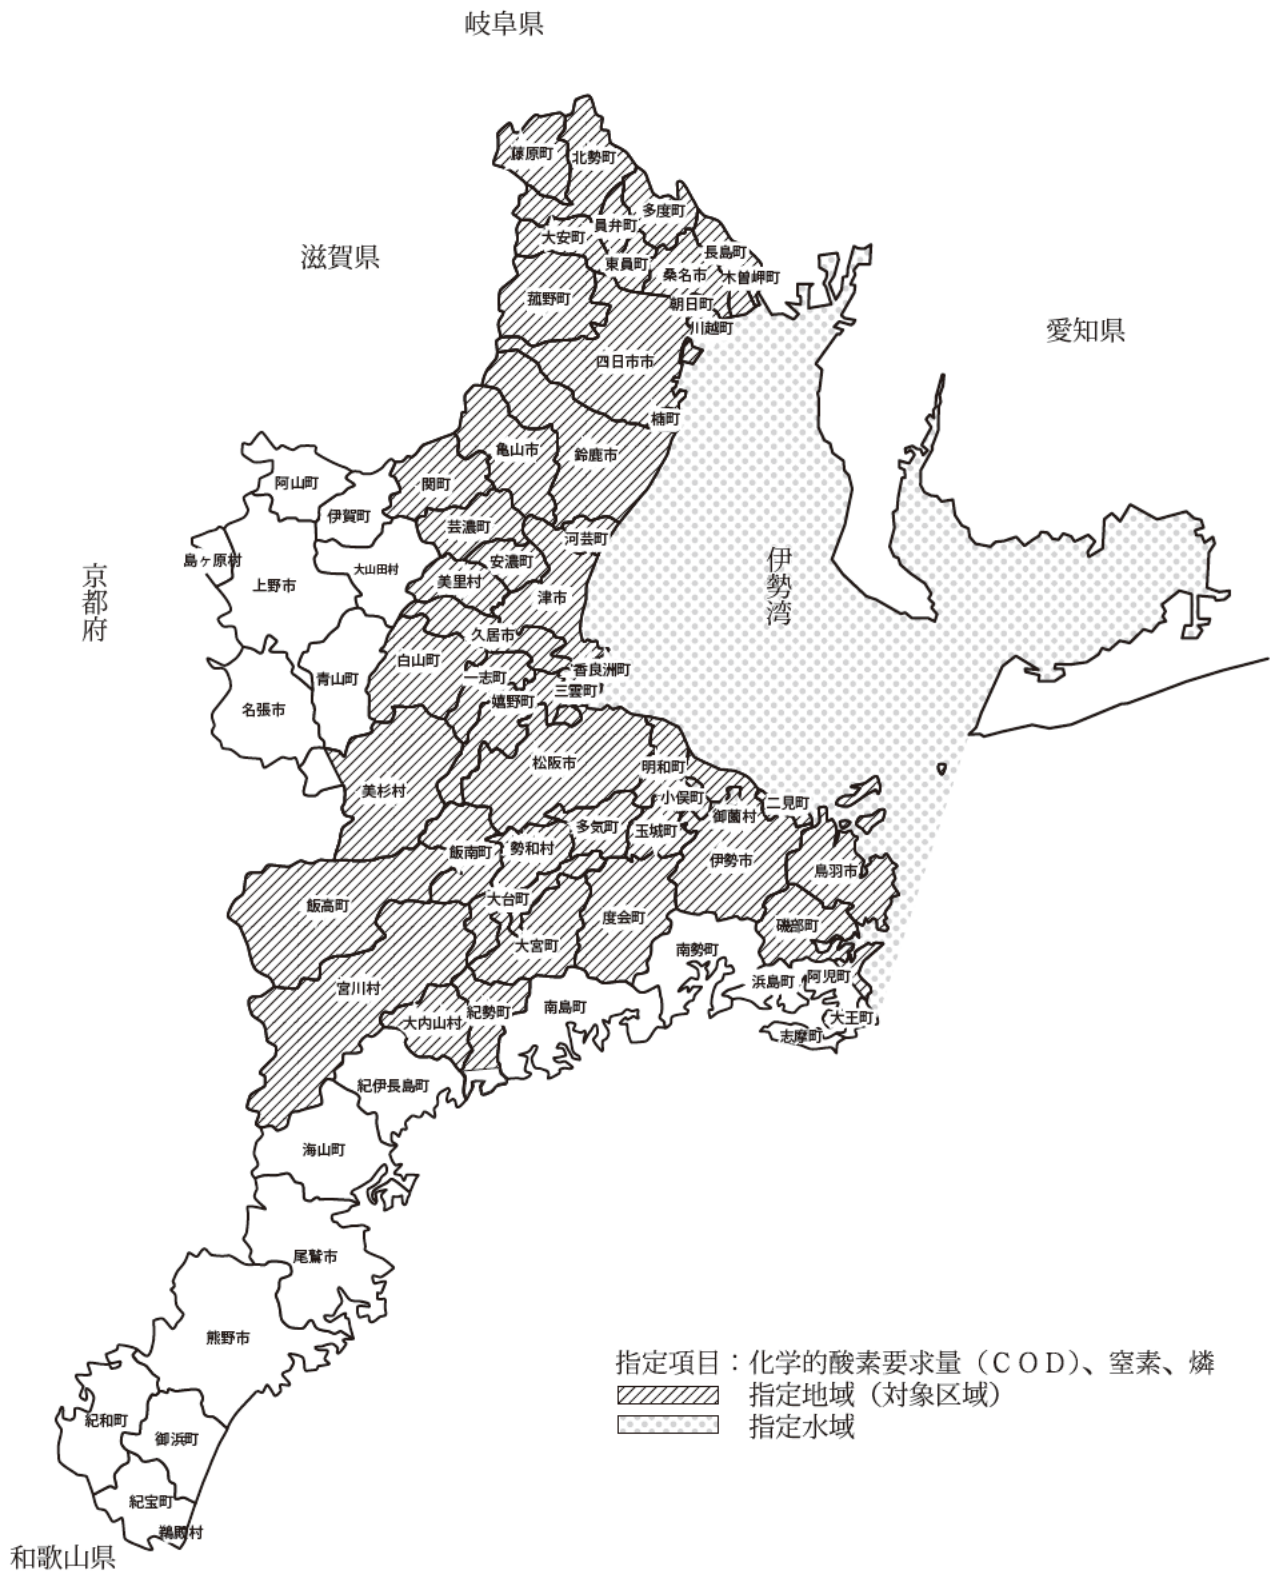 岐阜県
藤原町
北勢町
多度町
員弁町
大安町
滋賀県
長島町
東員町
桑名市
木曽岬町
菰野町
朝日町
川越町
愛知県
四日市市
楠町
亀山市
鈴鹿市
阿山町
関町
伊賀町
芸濃町
河芸町
島ヶ原村
安濃町
大山田村
美里村
上野市
伊勢湾
京都府
津市
久居市
白山町
香良洲町
青山町
一志町
三雲町
嬉野町
名張市
松阪市
明和町
美杉村
小俣町
二見町
御薗村
多気町
玉城町
勢和村
飯南町
伊勢市
鳥羽市
大台町
飯高町
度会町
磯部町
大宮町
南勢町
阿児町
浜島町
宮川村
南島町
紀勢町
大王町
大内山村
志摩町
紀伊長島町
海山町
尾鷲市
熊野市
指定項目：化学的酸素要求量（ＣＯＤ）、窒素、燐
指定地域（対象区域）
指定水域
紀和町
御浜町
紀宝町
鵜殿村
和歌山県